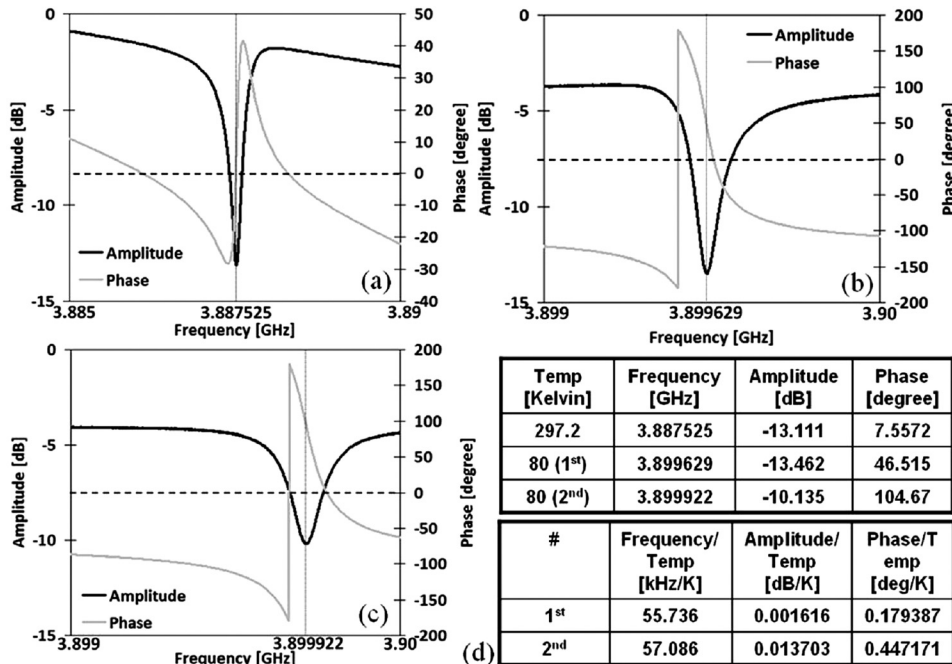 0
-5
-10
-15
Amplitude [dB]
50
40
30
20
10
0
-10
-20
-30
-40
Phase [degree]
Amplitude
Phase
(a)
3.885
3.887525
3.89
Frequency [GHz]
0
-5
-10
-15
Amplitude [dB]
200
150
100
50
0
-50
-100
-150
-200
Phase [degree]
Amplitude
Phase
(b)
3.899
3.899629
3.90
Frequency [GHz]
0
-5
-10
-15
Amplitude [dB]
200
150
100
50
0
-50
-100
-150
-200
Phase [degree]
Amplitude
Phase
(c)
3.899
3.899922
3.90
Frequency [GHz]
Temp [Kelvin] Frequency [GHz] Amplitude [dB] Phase [degree]
297.2 3.887525 -13.111 7.5572
80 (1st) 3.899629 -13.462 46.515
80 (2nd) 3.899922 -10.135 104.67
# Frequency/ Temp [kHz/K] Amplitude/ Temp [dB/K] Phase/T emp [deg/K]
1st 55.736 0.001616 0.179387
2nd 57.086 0.013703 0.447171
(d)